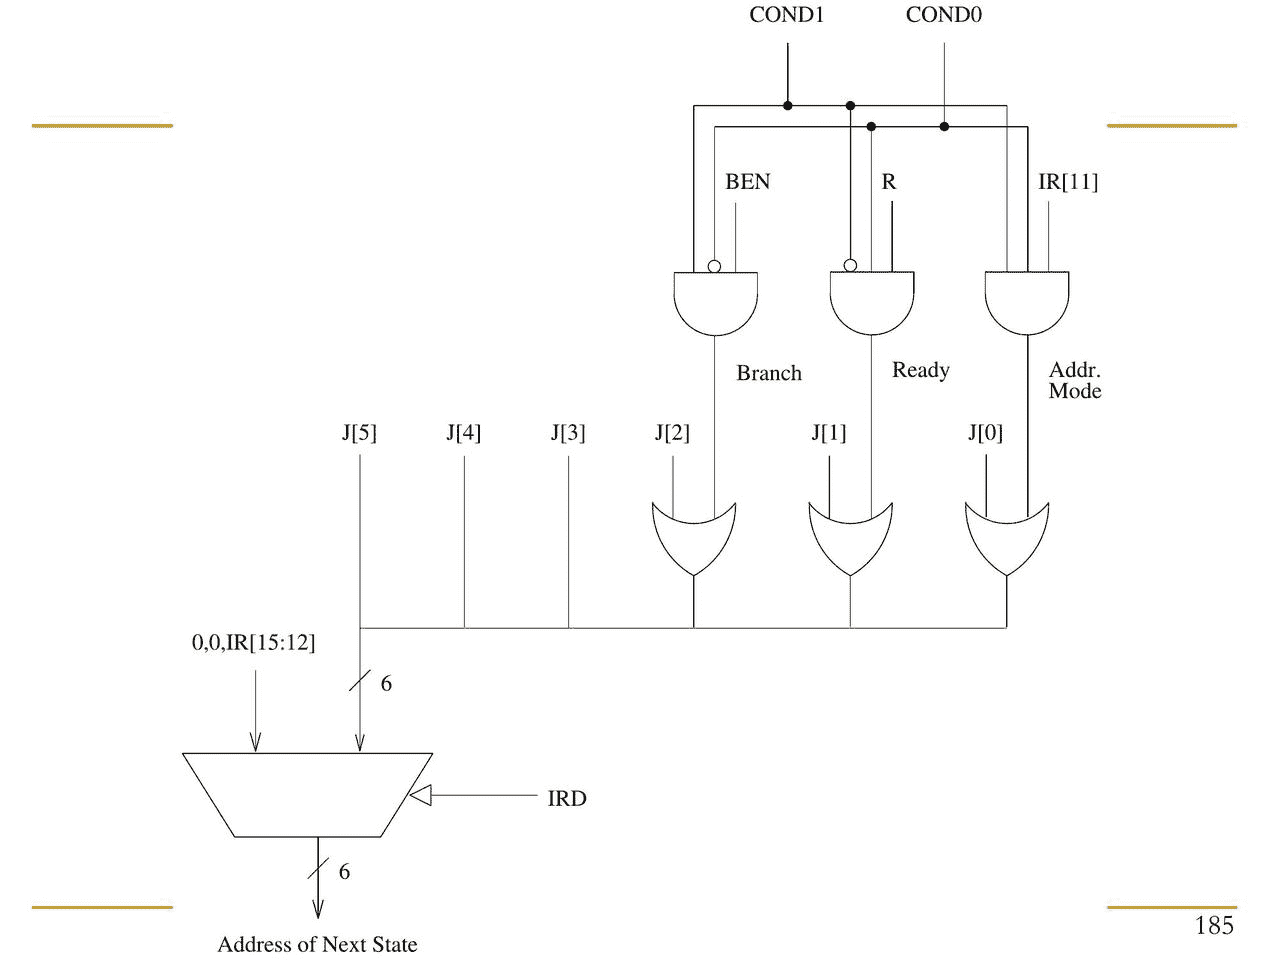 COND1 COND0
BEN R IR[11]
Branch Ready Addr.
Mode
J[5] J[4] J[3] J[2] J[1] J[0]
0,0,IR[15:12]
6
IRD
6
185
Address of Next State